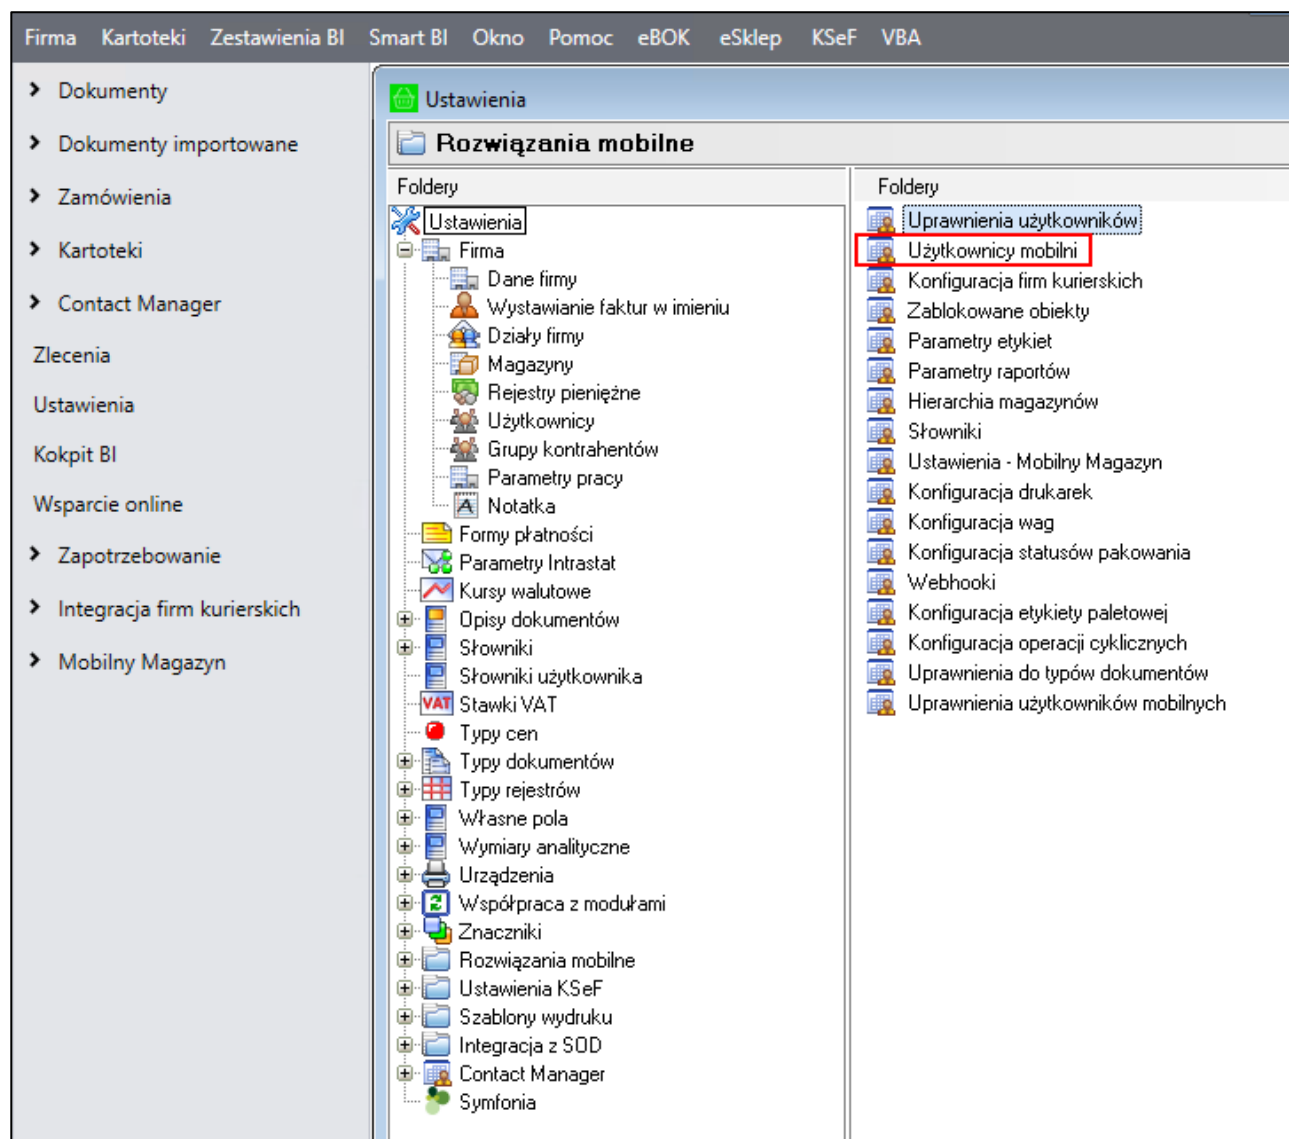 Firma Kartoteki Zestawienia BI Smart BI Okno Pomoc eBOK eSklep KSeF VBA
Dokumenty
Dokumenty importowane
Zamówienia
Kartoteki
Contact Manager
Zlecenia
Ustawienia
Kokpit BI
Wsparcie online
Zapotrzebowanie
Integracja firm kurierskich
Mobilny Magazyn
Ustawienia
Rozwiązania mobilne
Foldery
Ustawienia
Firma
Dane firmy
Wystawianie faktur w imieniu
Działy firmy
Magazyny
Rejestry pieniężne
Użytkownicy
Grupy kontrahentów
Parametry pracy
Notatka
Formy płatności
Parametry Intrastat
Kursy walutowe
Opisy dokumentów
Słowniki
Słowniki użytkownika
VAT Stawki VAT
Typy cen
Typy dokumentów
Typy rejestrów
Własne pola
Wymiary analityczne
Urządzenia
Współpraca z modułami
Znaczniki
Rozwiązania mobilne
Ustawienia KSeF
Szablony wydruku
Integracja z SOD
Contact Manager
Symfonia
Foldery
Uprawnienia użytkowników
Użytkownicy mobilni
Konfiguracja firm kurierskich
Zablokowane obiekty
Parametry etykiet
Parametry raportów
Hierarchia magazynów
Słowniki
Ustawienia - Mobilny Magazyn
Konfiguracja drukarek
Konfiguracja wag
Konfiguracja statusów pakowania
Webhooki
Konfiguracja etykiety paletowej
Konfiguracja operacji cyklicznych
Uprawnienia do typów dokumentów
Uprawnienia użytkowników mobilnych